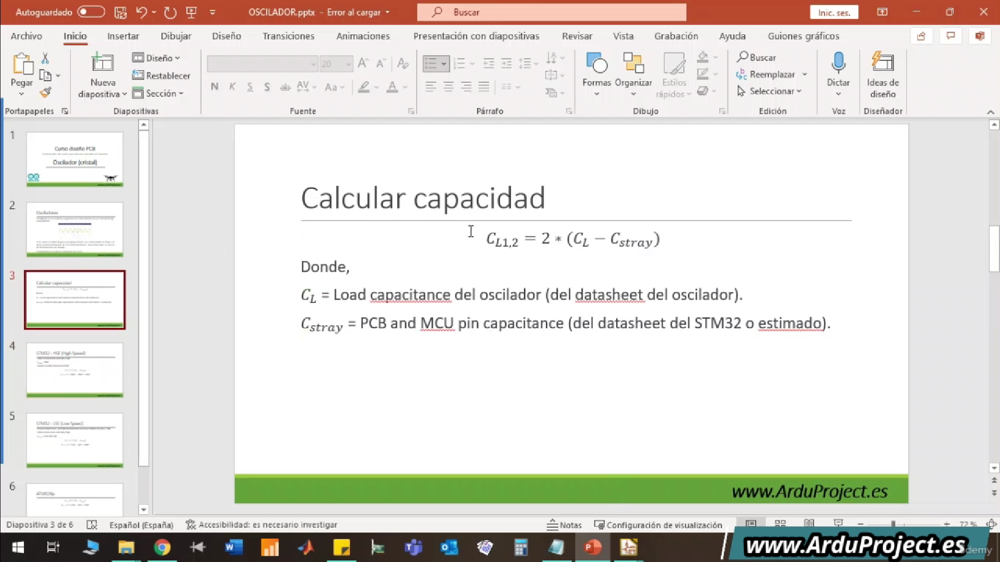 Autoguardado
OSCILADOR.pptx - Error al cargar
Buscar
Inic. ses.
Archivo Inicio Insertar Dibujar Diseño Transiciones Animaciones Presentación con diapositivas Revisar Vista Grabación Ayuda Guiones gráficos
Pegar
Nueva diapositiva
Diseño
Restablecer
Sección
20
N K S S ab AV Aa A
Formas
Organizar
Estilos rápidos
Buscar
Reemplazar
Seleccionar
Dictar
Ideas de diseño
Portapapeles Diapositivas Fuente Párrafo Dibujo Edición Voz Diseñador
1
Curso diseño PCB
Oscilador (cristal)
2
Osciladores
3
Calcular capacidad
4
STM32 - HSE (High Speed)
5
STM32 - LSE (Low Speed)
6
Calcular capacidad
C_{L1,2} = 2 * (C_L − C_{stray})
Donde,
C_L = Load capacitance del oscilador (del datasheet del oscilador).
C_{stray} = PCB and MCU pin capacitance (del datasheet del STM32 o estimado).
www.ArduProject.es
Diapositiva 3 de 6 Español (España) Accesibilidad: es necesario investigar Notas Configuración de visualización 72 %
www.ArduProject.es